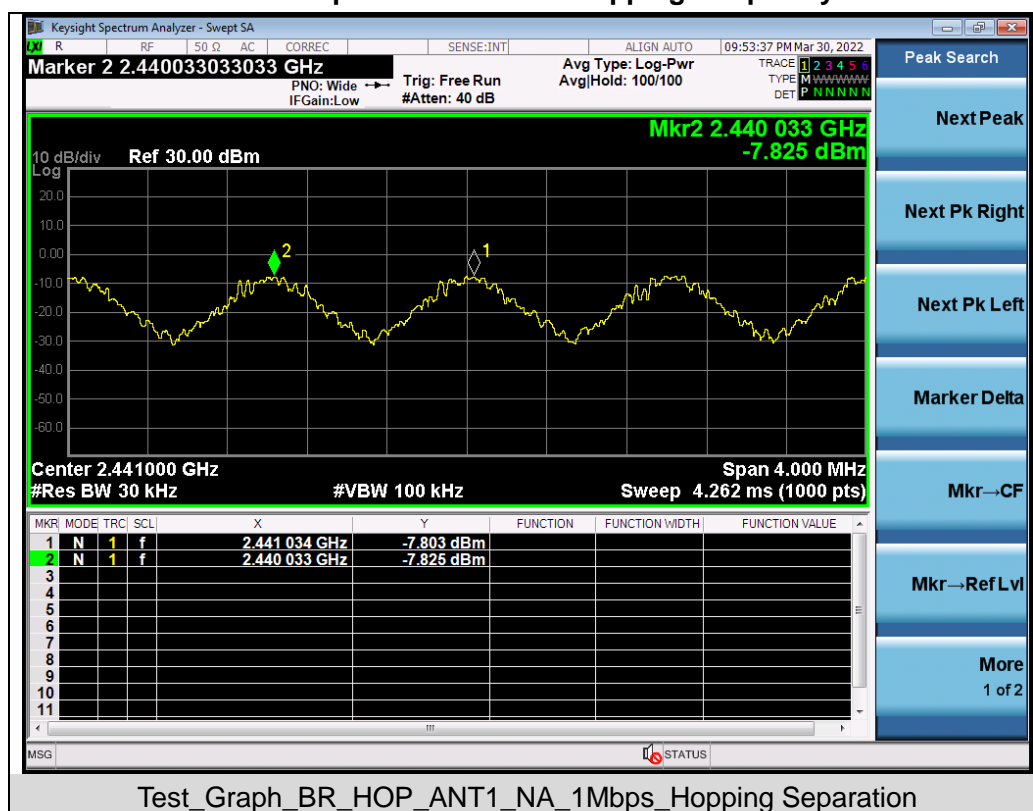 Keysight Spectrum Analyzer - Swept SA
LXI R RF 50 Ω AC CORREC SENSE:INT ALIGN AUTO 09:53:37 PM Mar 30, 2022
Marker 2 2.440033033033 GHz
PNO: Wide
IFGain:Low
Trig: Free Run
#Atten: 40 dB
Avg Type: Log-Pwr
Avg|Hold: 100/100
TRACE 1 2 3 4 5 6
TYPE M WWWWW
DET P N N N N N
Mkr2 2.440 033 GHz
-7.825 dBm
10 dB/div Ref 30.00 dBm
Log
20.0
10.0
0.00
-10.0
-20.0
-30.0
-40.0
-50.0
-60.0
2
1
Center 2.441000 GHz Span 4.000 MHz
#Res BW 30 kHz #VBW 100 kHz Sweep 4.262 ms (1000 pts)
MKR MODE TRC SCL X Y FUNCTION FUNCTION WIDTH FUNCTION VALUE
1 N 1 f 2.441 034 GHz -7.803 dBm
2 N 1 f 2.440 033 GHz -7.825 dBm
3
4
5
6
7
8
9
10
11
MSG STATUS
Peak Search
Next Peak
Next Pk Right
Next Pk Left
Marker Delta
Mkr→CF
Mkr→Ref Lvl
More
1 of 2
Test_Graph_BR_HOP_ANT1_NA_1Mbps_Hopping Separation